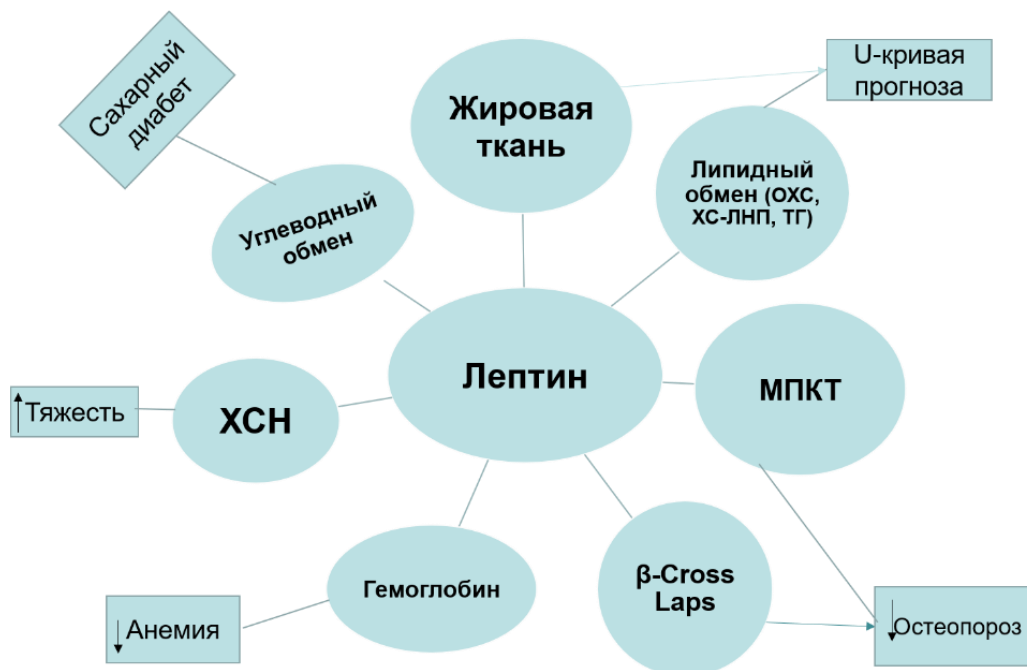 Сахарный
диабет
Жировая
ткань
U-кривая
прогноза
Углеводный
обмен
Липидный
обмен (ОХС,
ХС-ЛНП, ТГ)
Лептин
МПКТ
↑Тяжесть
ХСН
Гемоглобин
β-Cross
Laps
↓Анемия
↓Остеопороз